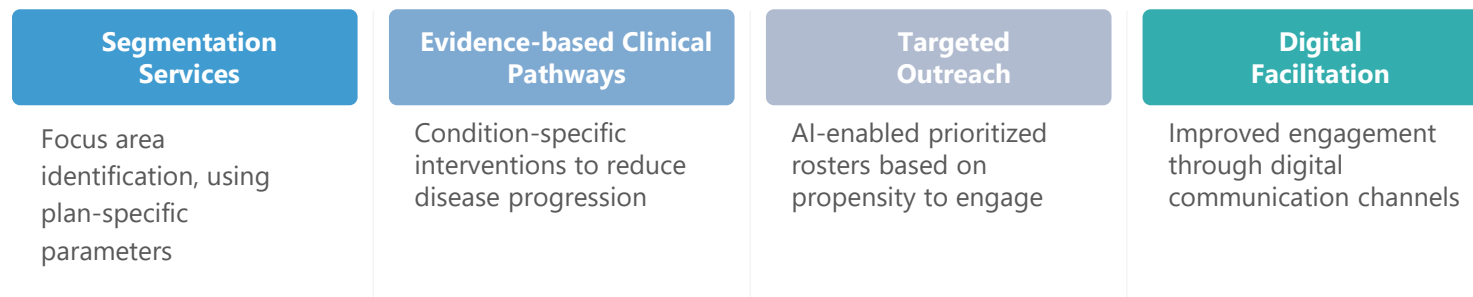 Segmentation
Services
Focus area
identification, using
plan-specific
parameters
Evidence-based Clinical
Pathways
Condition-specific
interventions to reduce
disease progression
Targeted
Outreach
AI-enabled prioritized
rosters based on
propensity to engage
Digital
Facilitation
Improved engagement
through digital
communication channels